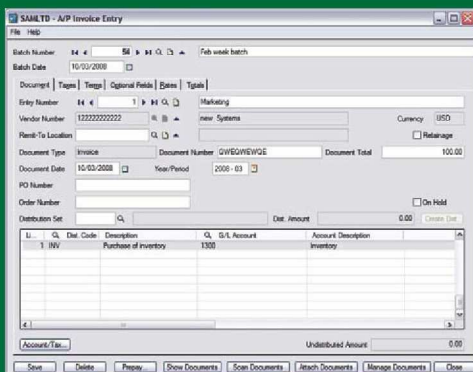 SAMLTD - A/P Invoice Entry
File Help
Batch Number 54 Feb week batch
Batch Date 10/03/2008
Document Taxes Terms Optional Fields Rates Totals
Entry Number 1 Marketing
Vendor Number 122222222222 new Systems Currency USD
Remit-To Location Retainage
Document Type Invoice Document Number QWEQWEWQE Document Total 100.00
Document Date 10/03/2008 Year/Period 2008 - 03
PO Number
Order Number On Hold
Distribution Set Dist. Amount 0.00 Create Dist.
Li... Dist. Code Description G/L Account Account Description
1 INV Purchase of inventory 1300 Inventory
Account/Tax... Undistributed Amount 0.00
Save Delete Prepay... Show Documents Scan Documents Attach Documents Manage Documents Close